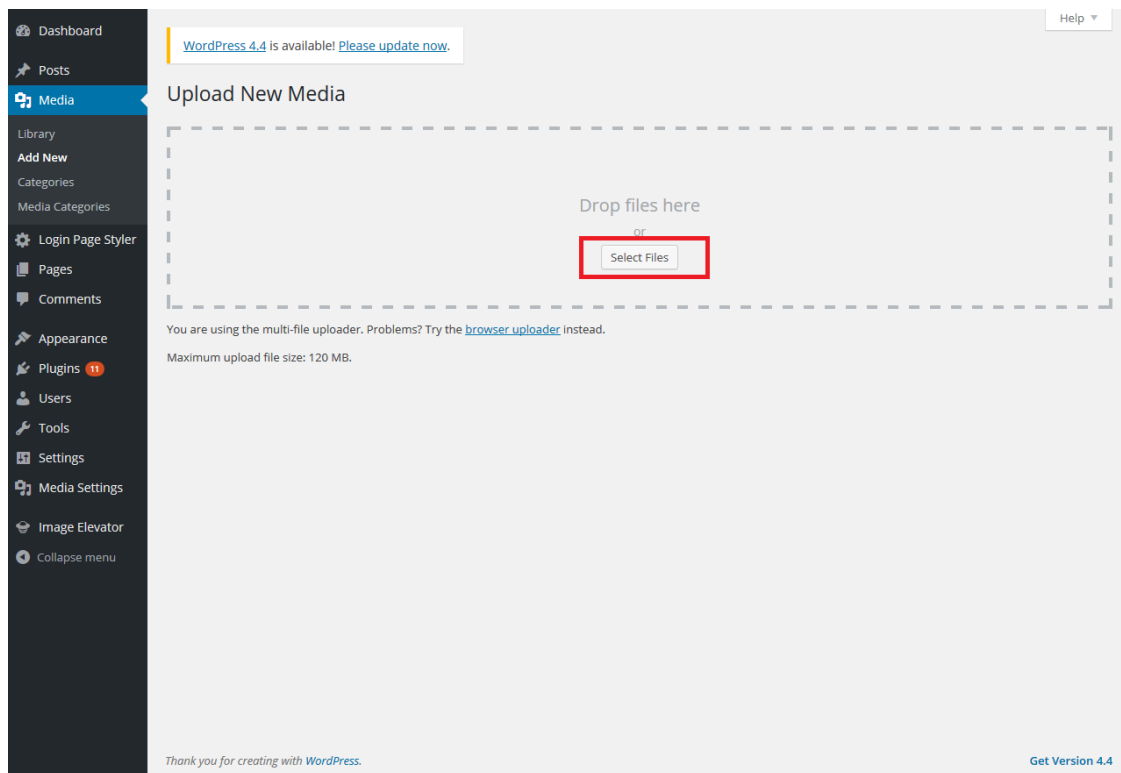 Dashboard
Posts
Media
Library
Add New
Categories
Media Categories
Login Page Styler
Pages
Comments
Appearance
Plugins 11
Users
Tools
Settings
Media Settings
Image Elevator
Collapse menu
Help
WordPress 4.4 is available! Please update now.
Upload New Media
Drop files here
or
Select Files
You are using the multi-file uploader. Problems? Try the browser uploader instead.
Maximum upload file size: 120 MB.
Thank you for creating with WordPress.
Get Version 4.4